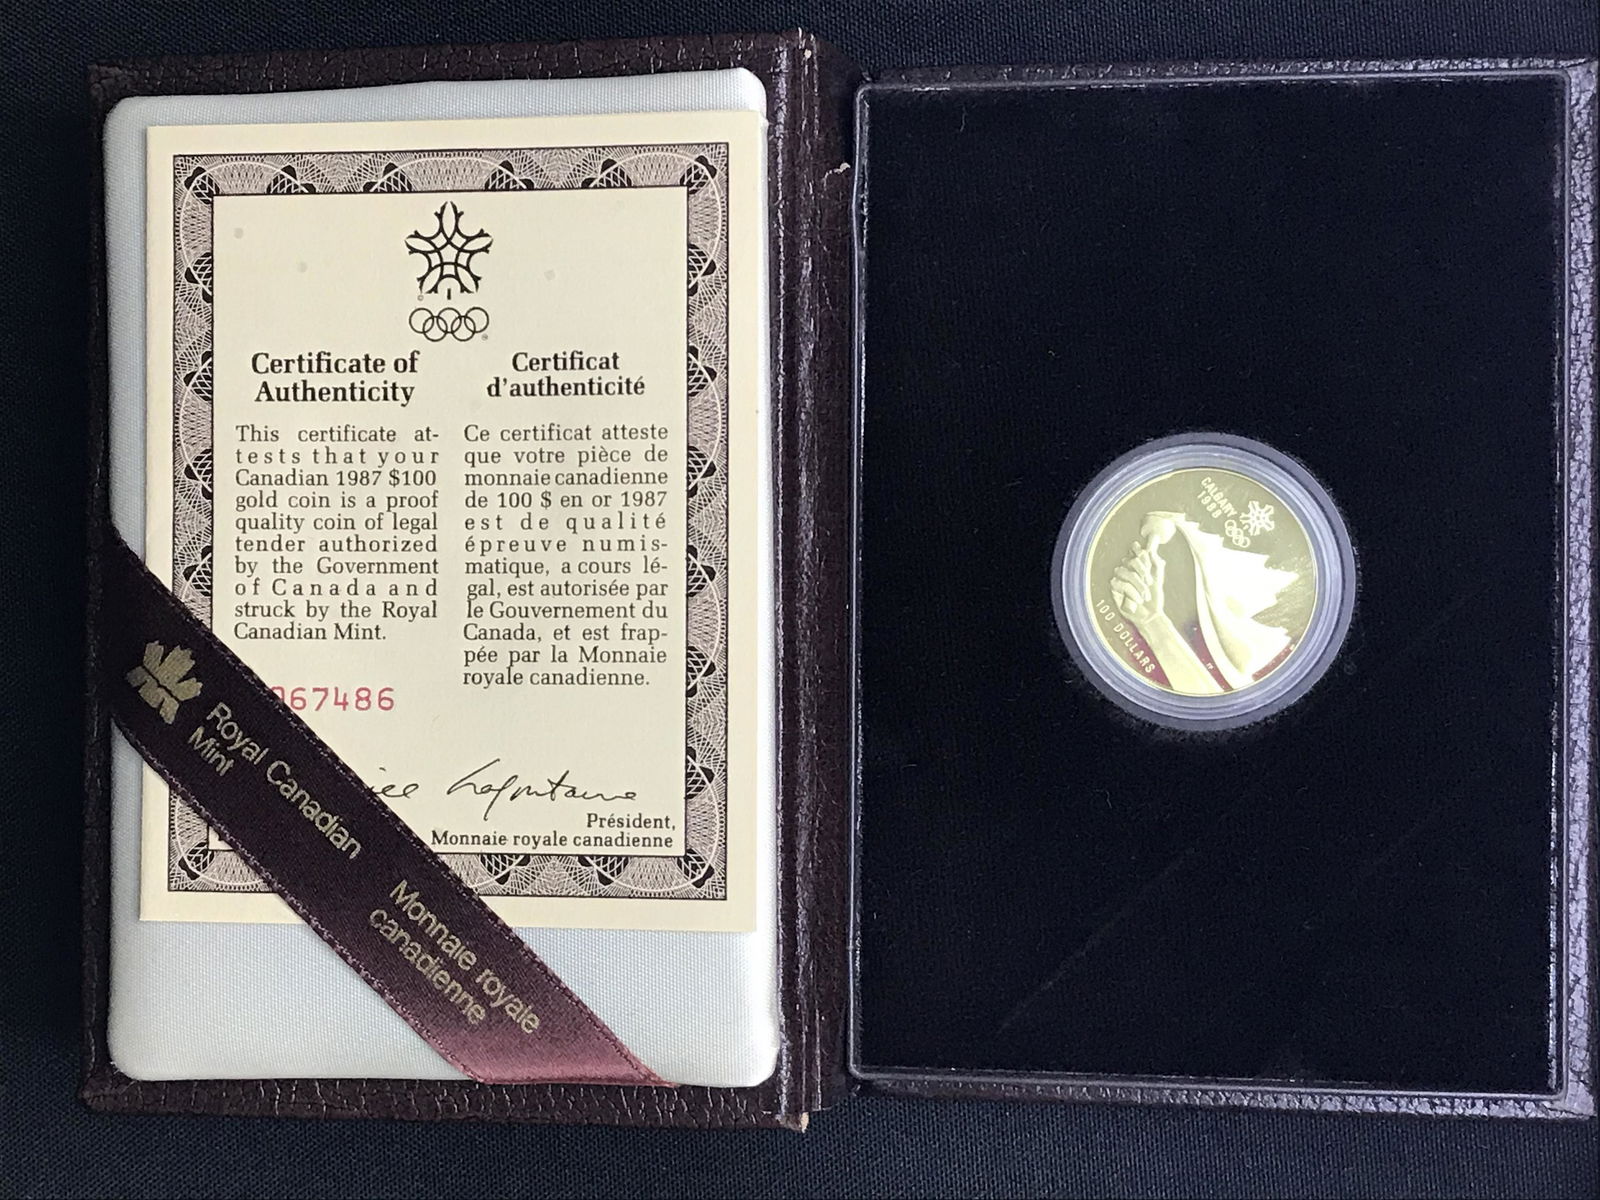 Certificate of
Authenticity
This certificate at-
tests that your
Canadian 1987 $100
gold coin is a proof
quality coin of legal
tender authorized
by the Government
of Canada and
struck by the Royal
Canadian Mint.
Certificat
d'authenticité
Ce certificat atteste
que votre pièce de
monnaie canadienne
de 100 $ en or 1987
est de qualité
épreuve numis-
matique, a cours lé-
gal, est autorisée par
le Gouvernement du
Canada, et est frap-
pée par la Monnaie
royale canadienne.
67486
Lafontaine
Président,
Monnaie royale canadienne
Royal Canadian
Mint
Monnaie royale
canadienne
CALGARY
1988
100 DOLLARS